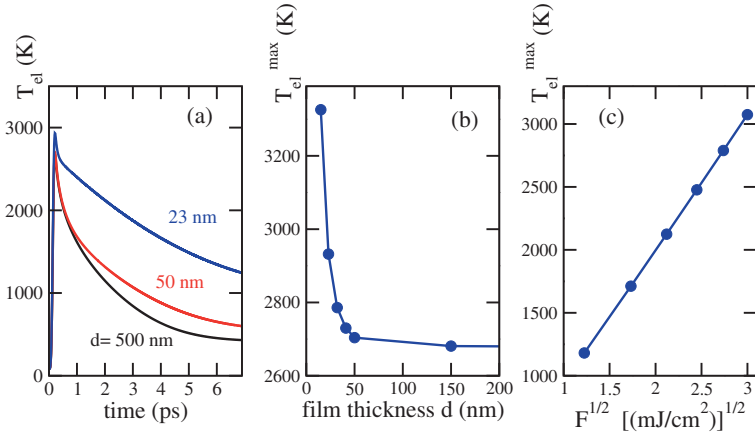 T_el (K)
3000
2000
1000
0
(a)
23 nm
50 nm
d= 500 nm
0 1 2 3 4 5 6
time (ps)
T_el^max (K)
3200
3000
2800
2600
(b)
0 50 100 150 200
film thickness d (nm)
T_el^max (K)
3000
2500
2000
1500
1000
(c)
1 1.5 2 2.5 3
F^1/2 [(mJ/cm^2)]^1/2